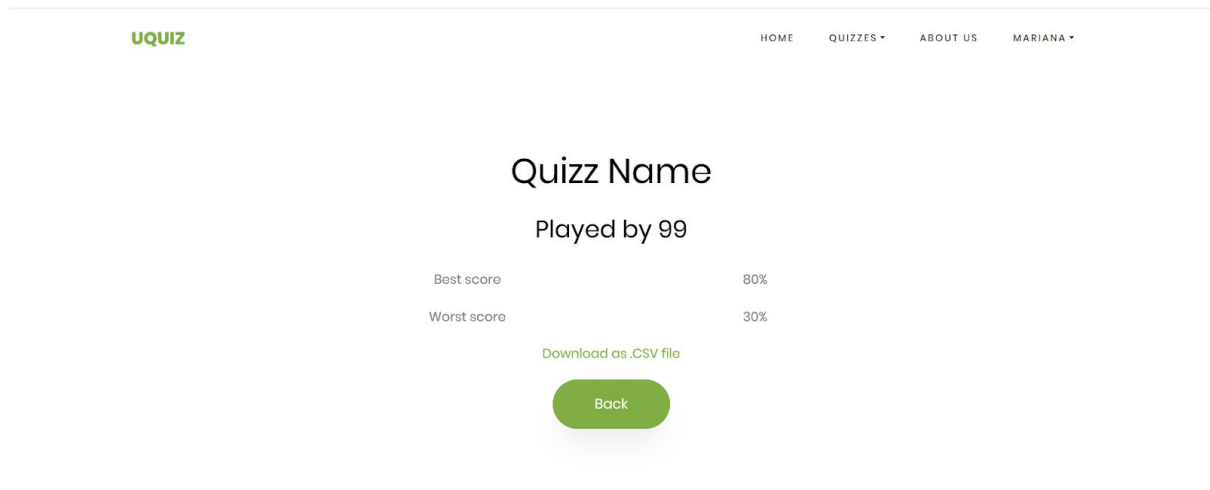 UQUIZ HOME QUIZZES ABOUT US MARIANA
Quizz Name
Played by 99
Best score 80%
Worst score 30%
Download as .CSV file
Back